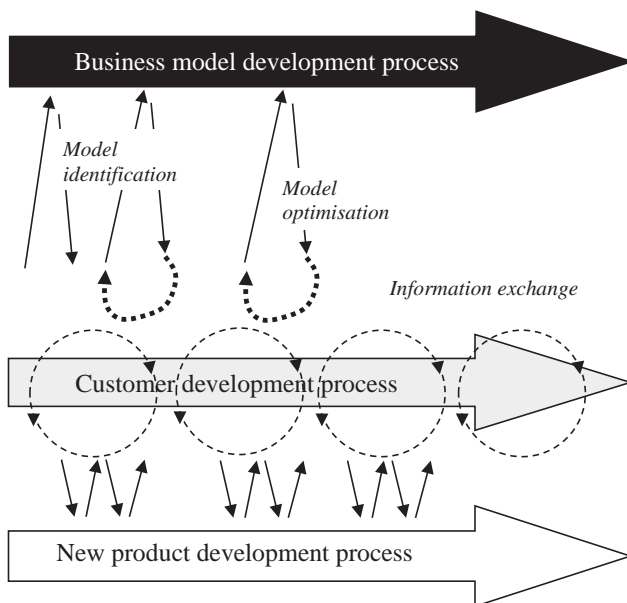 Business model development process
Model
identification
Model
optimisation
Information exchange
Customer development process
New product development process